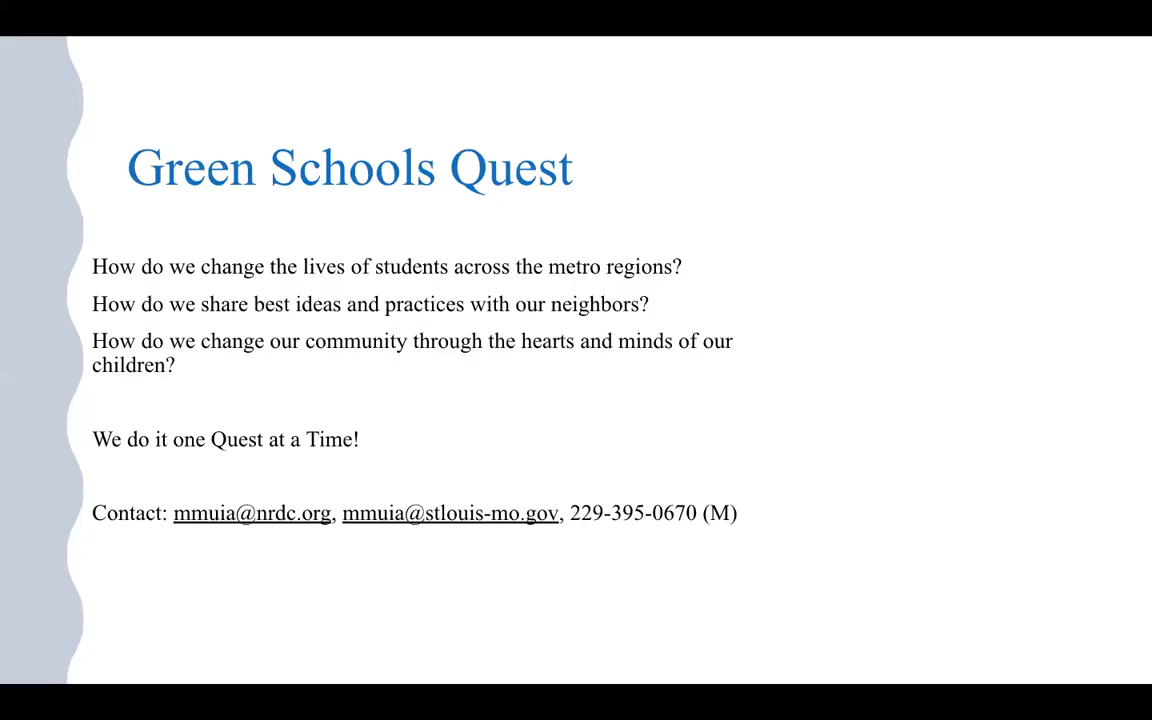 Green Schools Quest
How do we change the lives of students across the metro regions?
How do we share best ideas and practices with our neighbors?
How do we change our community through the hearts and minds of our
children?
We do it one Quest at a Time!
Contact: mmuia@nrdc.org, mmuia@stlouis-mo.gov, 229-395-0670 (M)